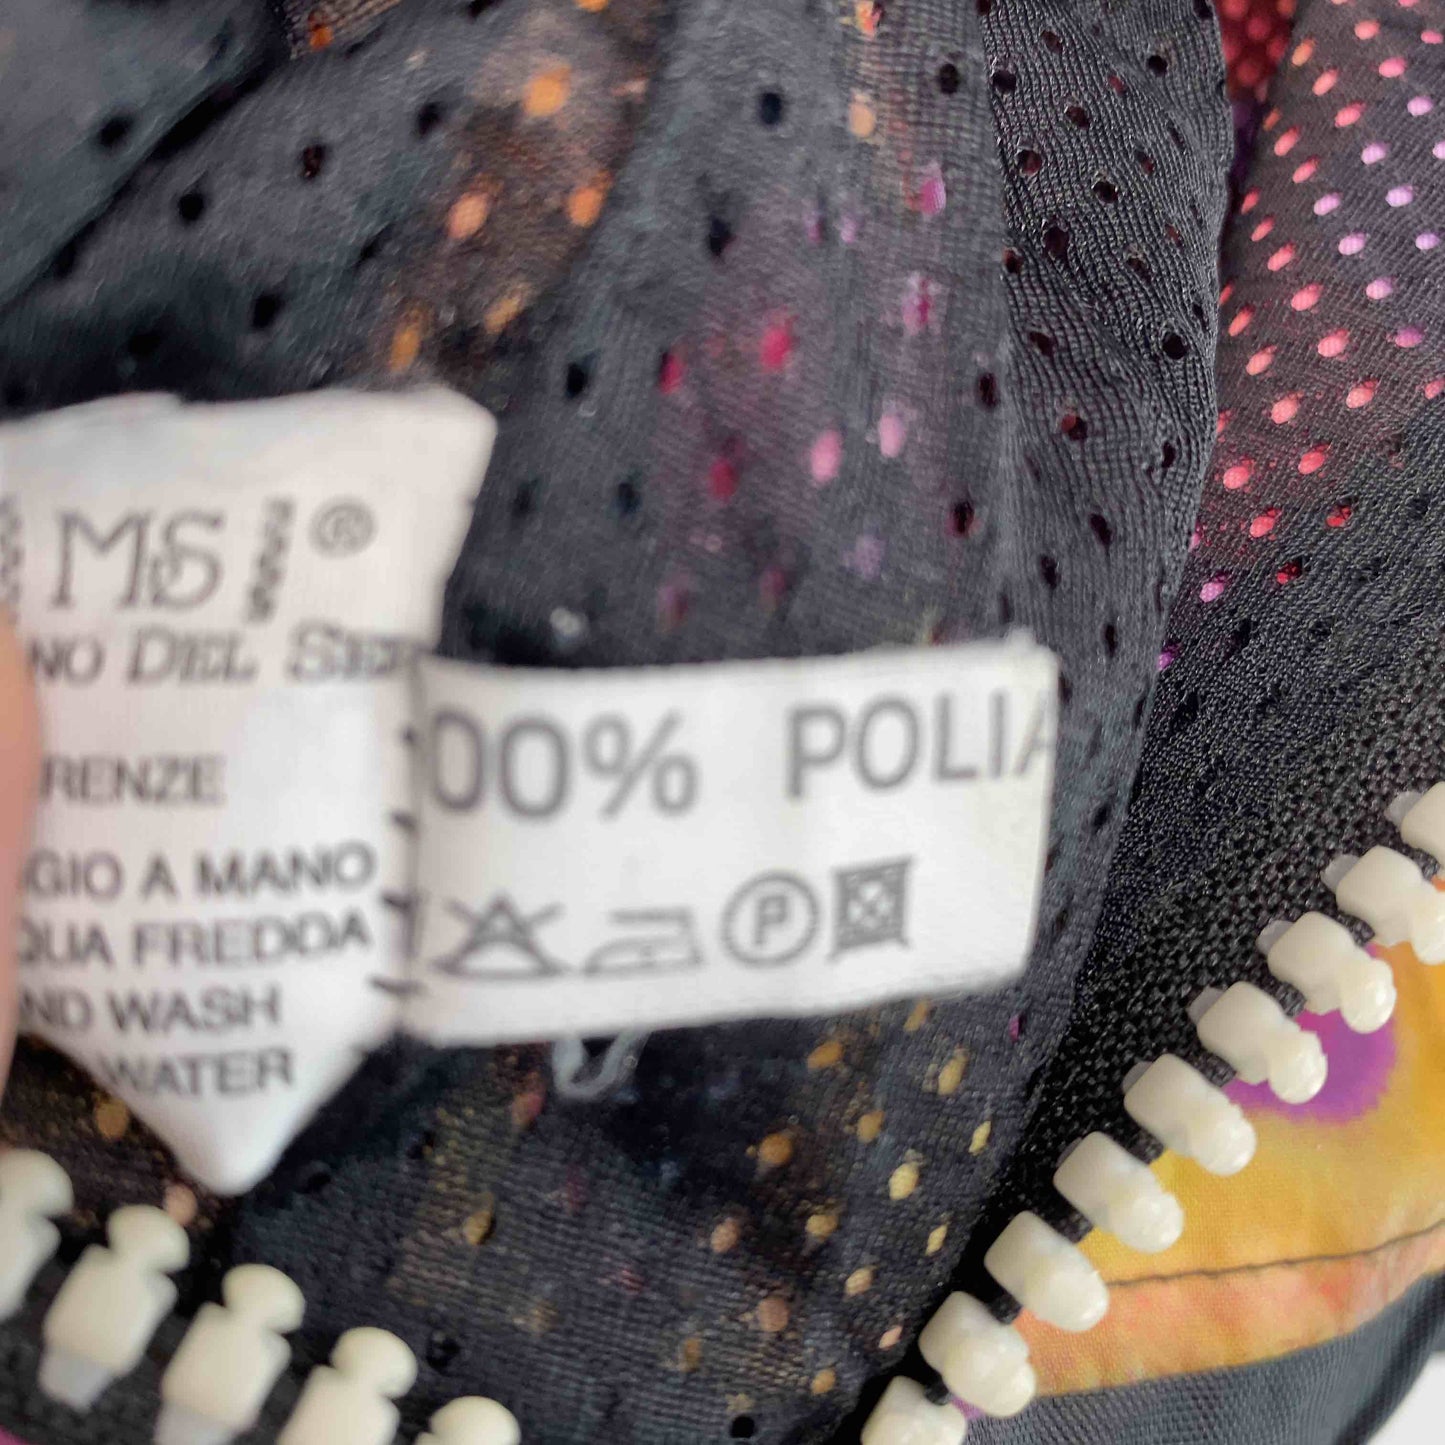 MS ®
NO DEL SER
RENZE
GIO A MANO
QUA FREDDA
ND WASH
WATER
00% POLIA
P